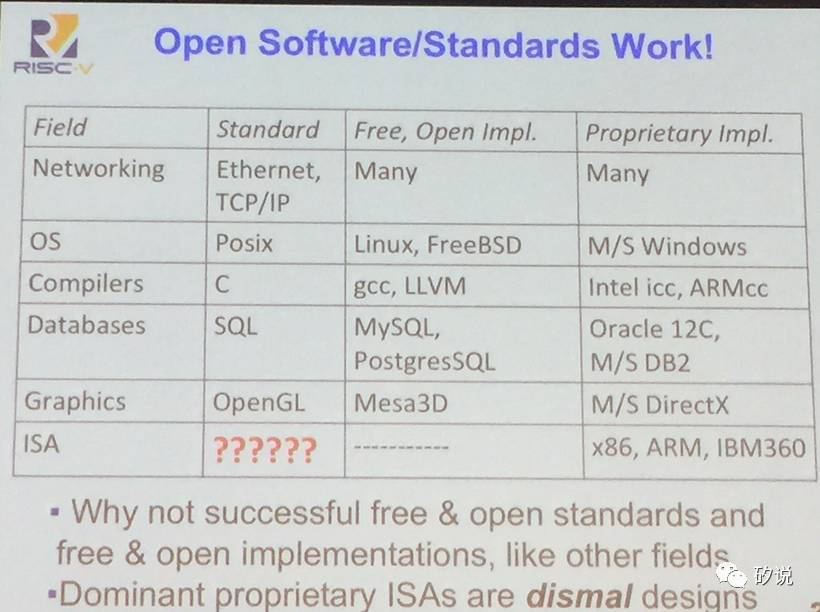 RISC-V
Open Software/Standards Work!
Field Standard Free, Open Impl. Proprietary Impl.
Networking Ethernet, TCP/IP Many Many
OS Posix Linux, FreeBSD M/S Windows
Compilers C gcc, LLVM Intel icc, ARMcc
Databases SQL MySQL, PostgresSQL Oracle 12C, M/S DB2
Graphics OpenGL Mesa3D M/S DirectX
ISA ?????? ----------- x86, ARM, IBM360
▪ Why not successful free & open standards and
free & open implementations, like other fields
▪Dominant proprietary ISAs are dismal designs
矽说